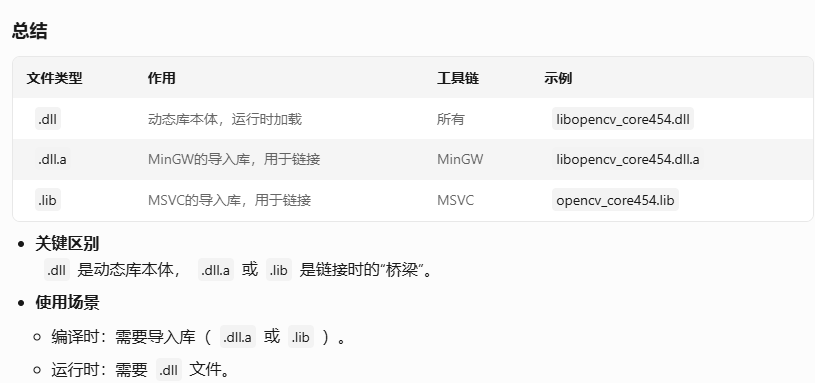 总结
文件类型 作用 工具链 示例
.dll 动态库本体，运行时加载 所有 libopencv_core454.dll
.dll.a MinGW的导入库，用于链接 MinGW libopencv_core454.dll.a
.lib MSVC的导入库，用于链接 MSVC opencv_core454.lib
• 关键区别
.dll 是动态库本体， .dll.a 或 .lib 是链接时的“桥梁”。
• 使用场景
○ 编译时：需要导入库（ .dll.a 或 .lib ）。
○ 运行时：需要 .dll 文件。